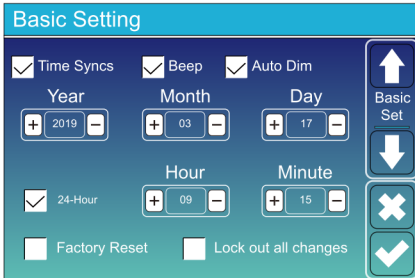 Basic Setting
Time Syncs Beep Auto Dim
Year Month Day
+ 2019 − + 03 − + 17 −
Basic
Set
Hour Minute
24-Hour + 09 − + 15 −
Factory Reset Lock out all changes